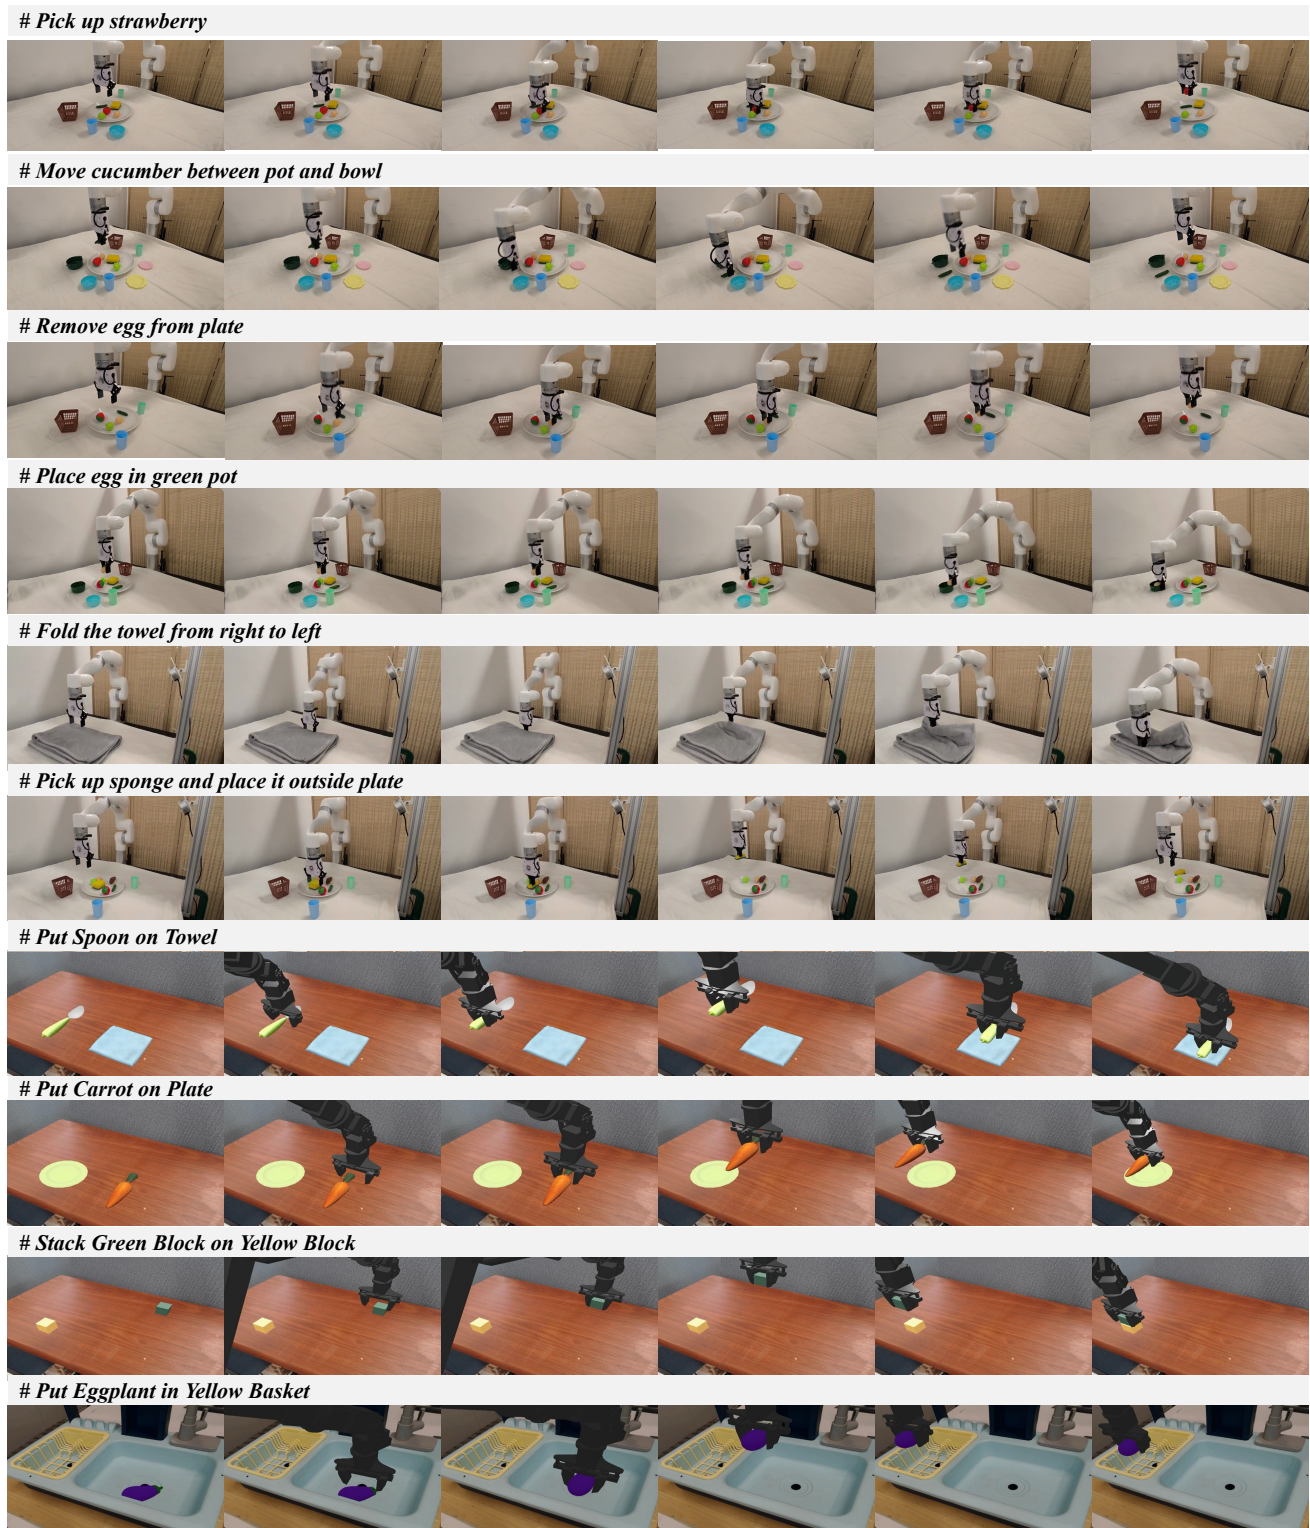 # Pick up strawberry
# Move cucumber between pot and bowl
# Remove egg from plate
# Place egg in green pot
# Fold the towel from right to left
# Pick up sponge and place it outside plate
# Put Spoon on Towel
# Put Carrot on Plate
# Stack Green Block on Yellow Block
# Put Eggplant in Yellow Basket